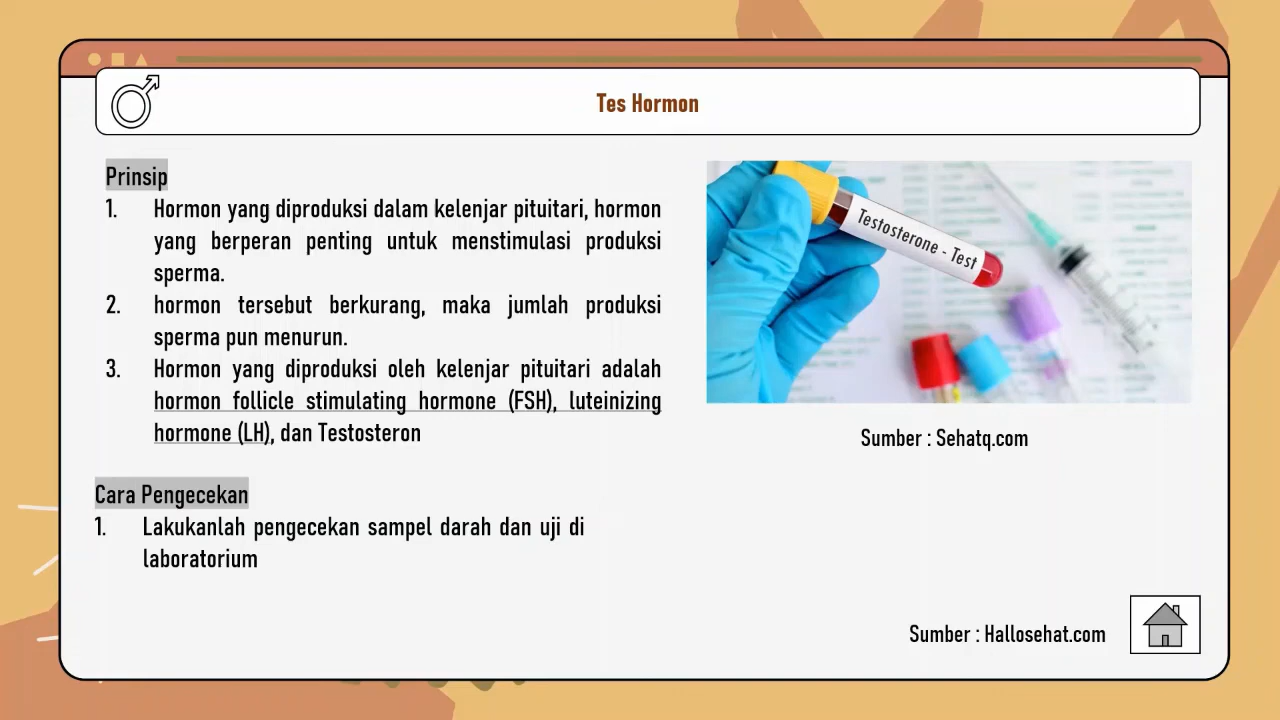 Tes Hormon
Prinsip
1. Hormon yang diproduksi dalam kelenjar pituitari, hormon
yang berperan penting untuk menstimulasi produksi
sperma.
2. hormon tersebut berkurang, maka jumlah produksi
sperma pun menurun.
3. Hormon yang diproduksi oleh kelenjar pituitari adalah
hormon follicle stimulating hormone (FSH), luteinizing
hormone (LH), dan Testosteron
Testosterone - Test
Sumber : Sehatq.com
Cara Pengecekan
1. Lakukanlah pengecekan sampel darah dan uji di
laboratorium
Sumber : Hallosehat.com